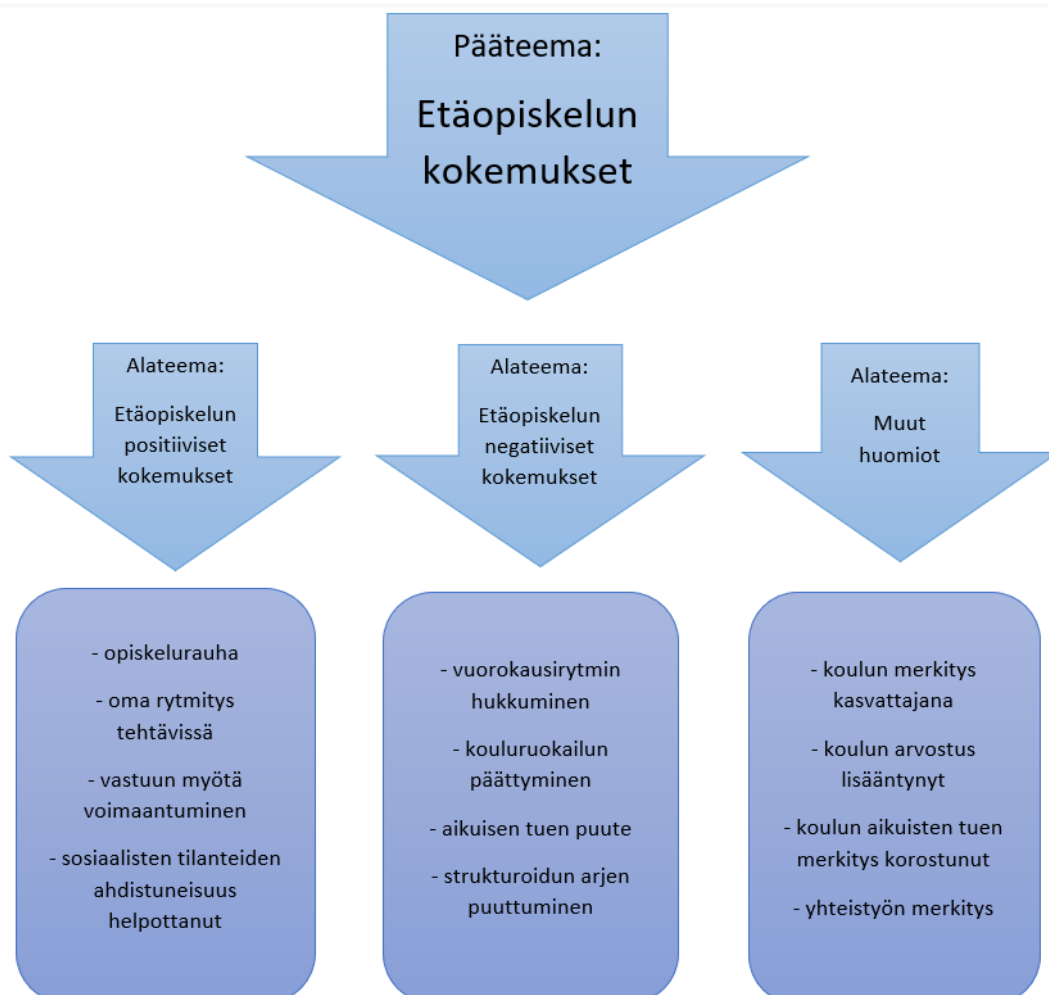 Pääteema:
Etäopiskelun
kokemukset
Alateema:
Etäopiskelun
positiiviset
kokemukset
Alateema:
Etäopiskelun
negatiiviset
kokemukset
Alateema:
Muut
huomiot
- opiskelurauha
- oma rytmitys
tehtävissä
- vastuun myötä
voimaantuminen
- sosiaalisten tilanteiden
ahdistuneisuus
helpottanut
- vuorokausirytmin
hukkuminen
- kouluruokailun
päättyminen
- aikuisen tuen puute
- strukturoidun arjen
puuttuminen
- koulun merkitys
kasvattajana
- koulun arvostus
lisääntynyt
- koulun aikuisten tuen
merkitys korostunut
- yhteistyön merkitys